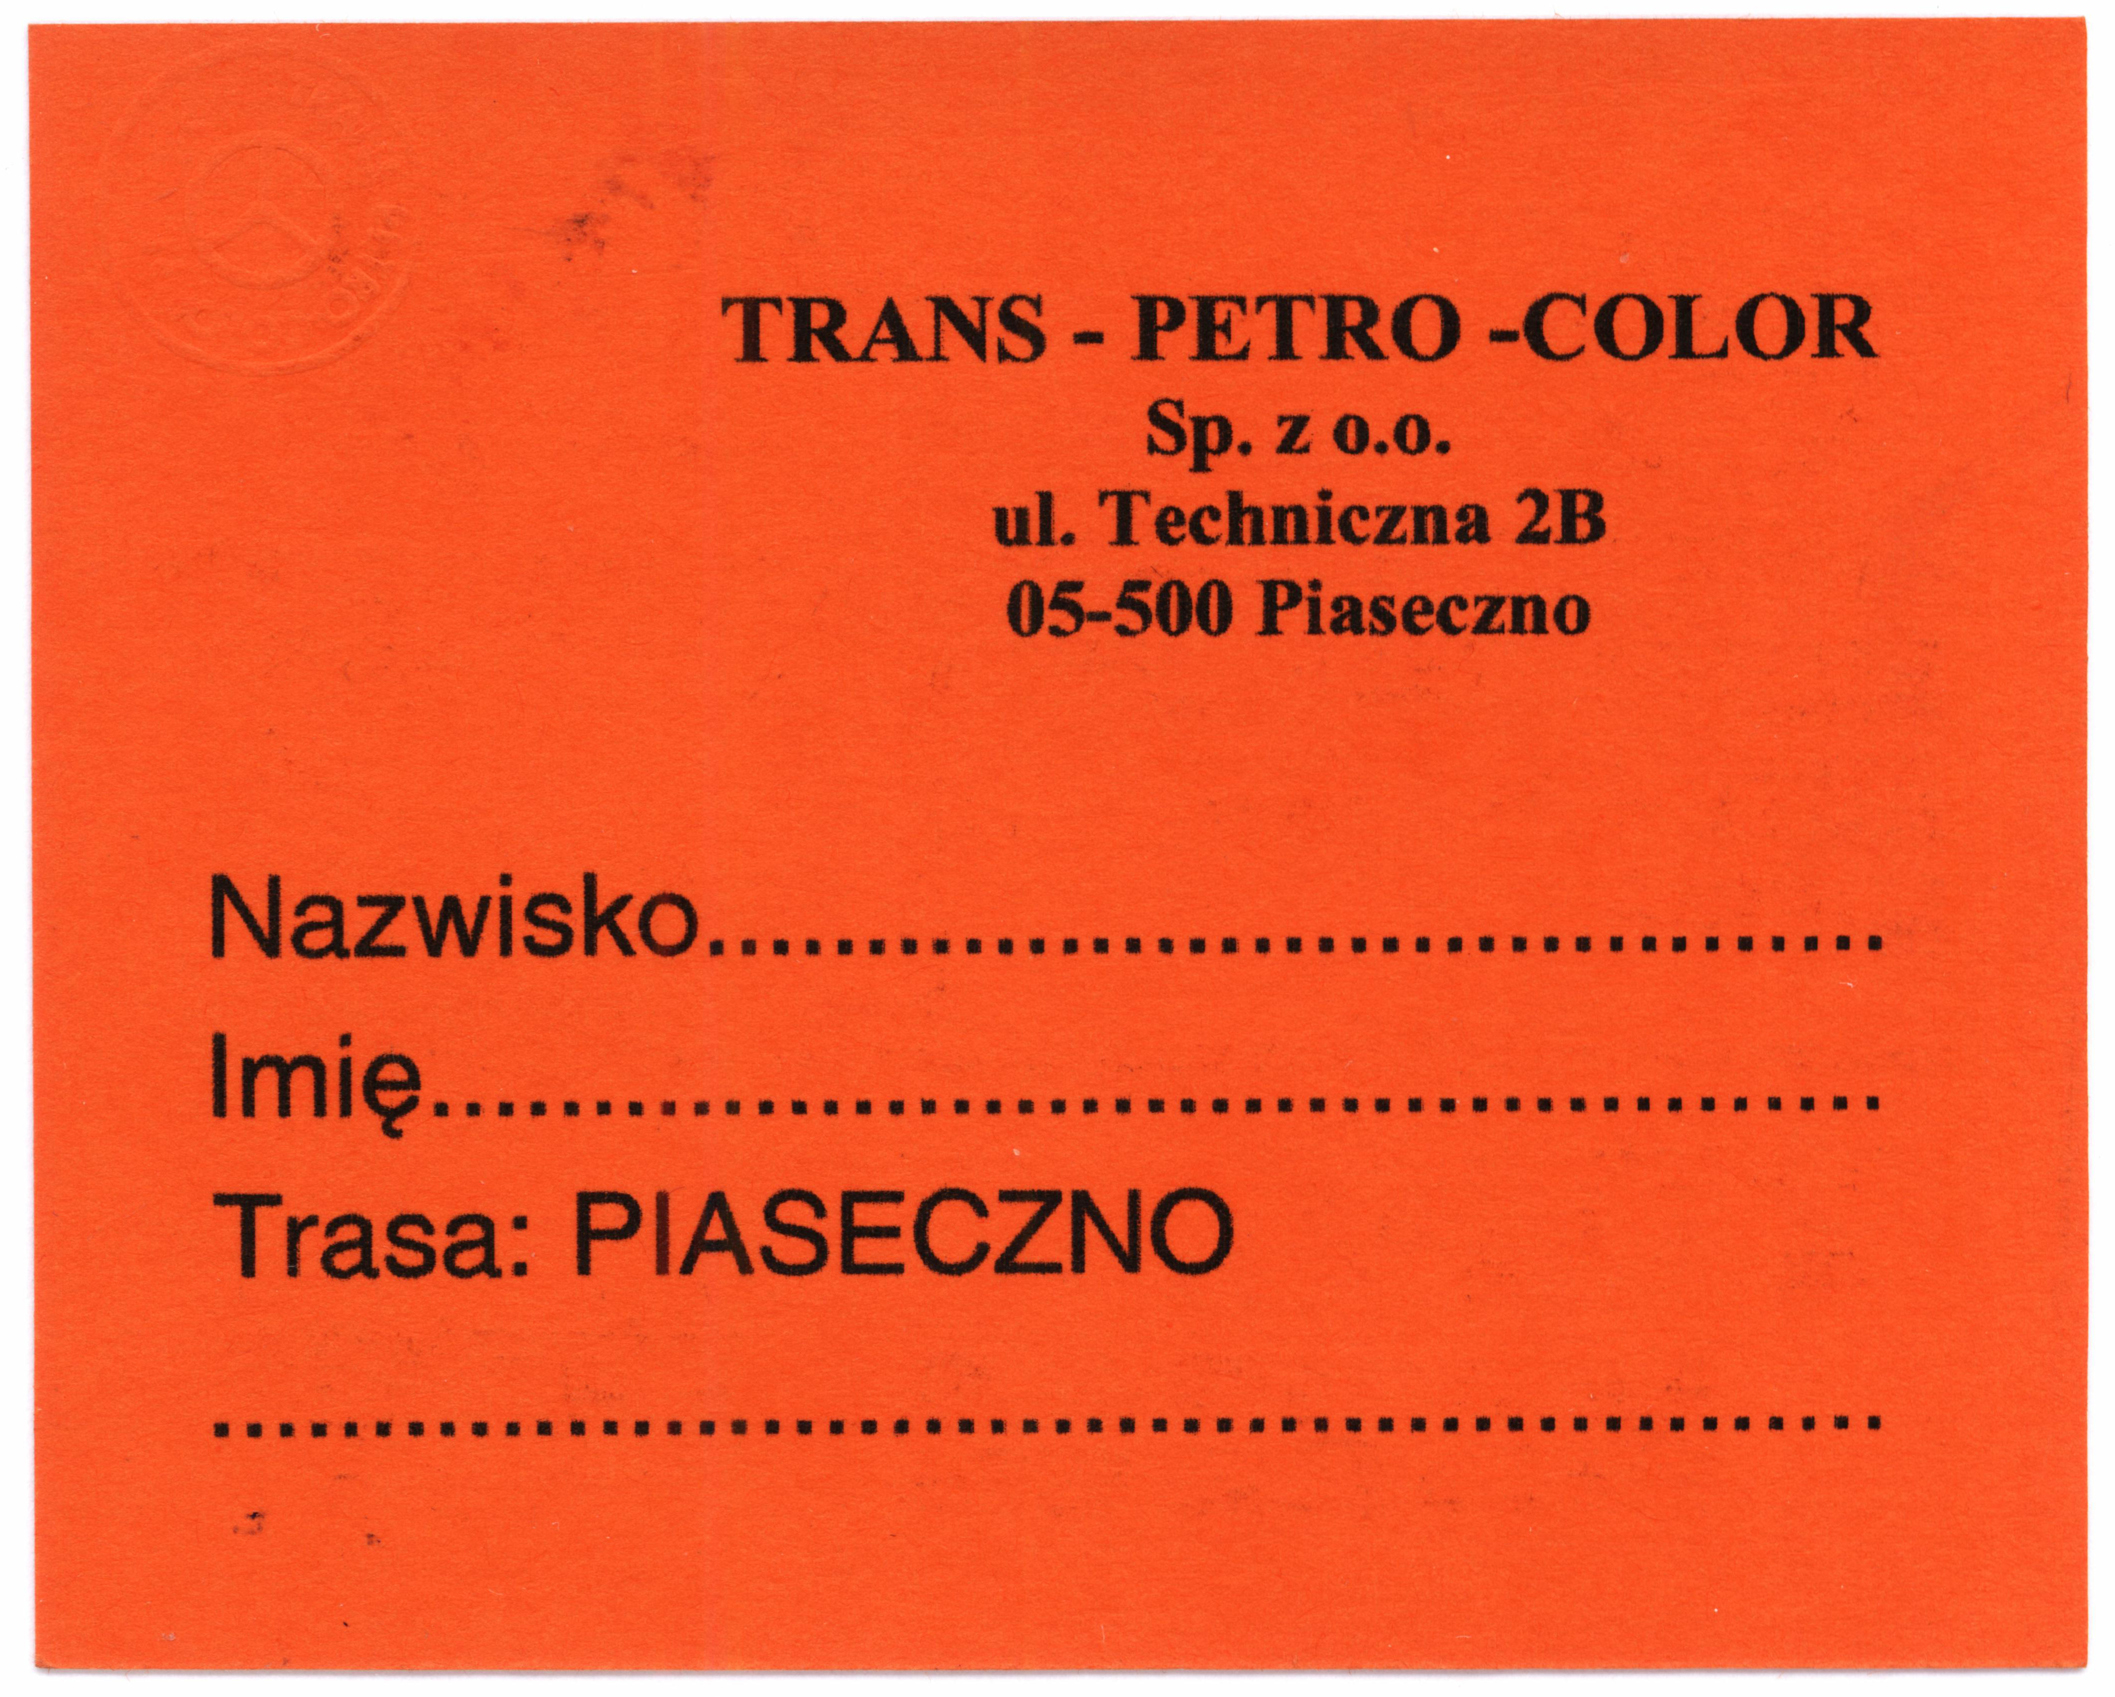 TRANS - PETRO -COLOR
Sp. z o.o.
ul. Techniczna 2B
05-500 Piaseczno
Nazwisko....................................................
Imię....................................................
Trasa: PIASECZNO
....................................................